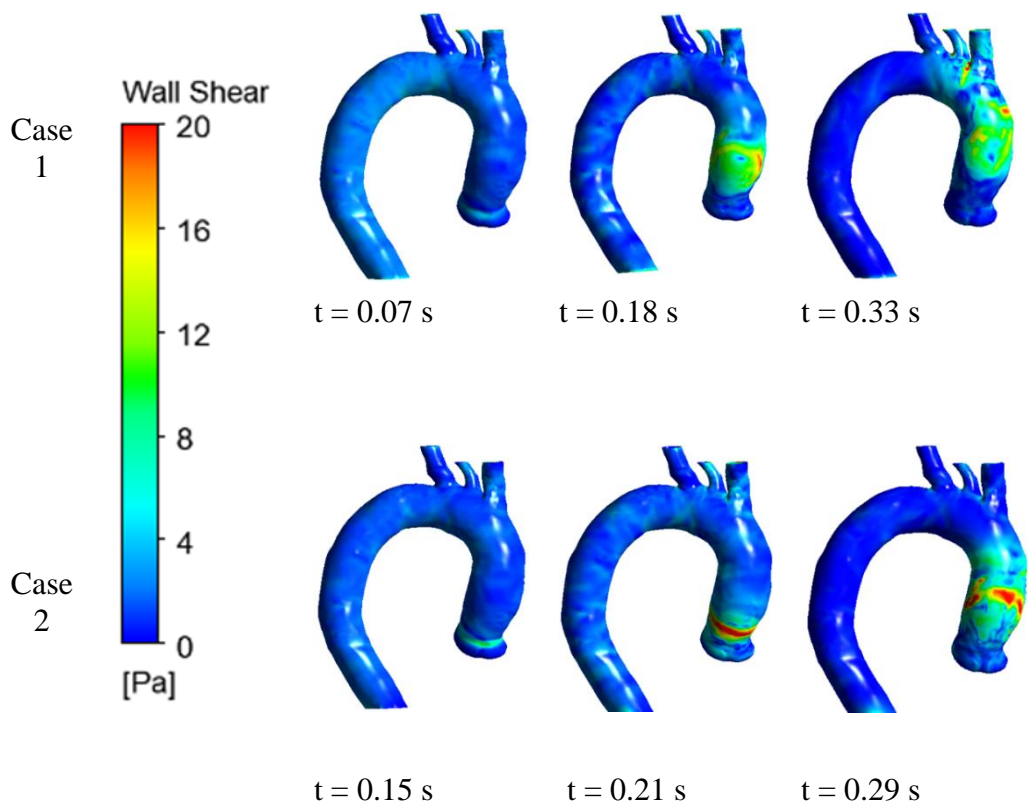 Wall Shear
20
16
12
8
4
0
[Pa]
Case
1
t = 0.07 s
t = 0.18 s
t = 0.33 s
Case
2
t = 0.15 s
t = 0.21 s
t = 0.29 s